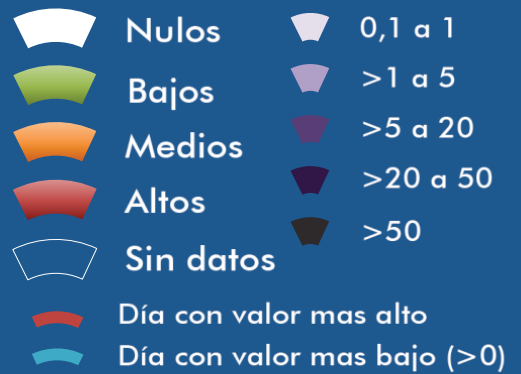 Nulos
Bajos
Medios
Altos
Sin datos
0,1 a 1
>1 a 5
>5 a 20
>20 a 50
>50
Día con valor mas alto
Día con valor mas bajo (>0)